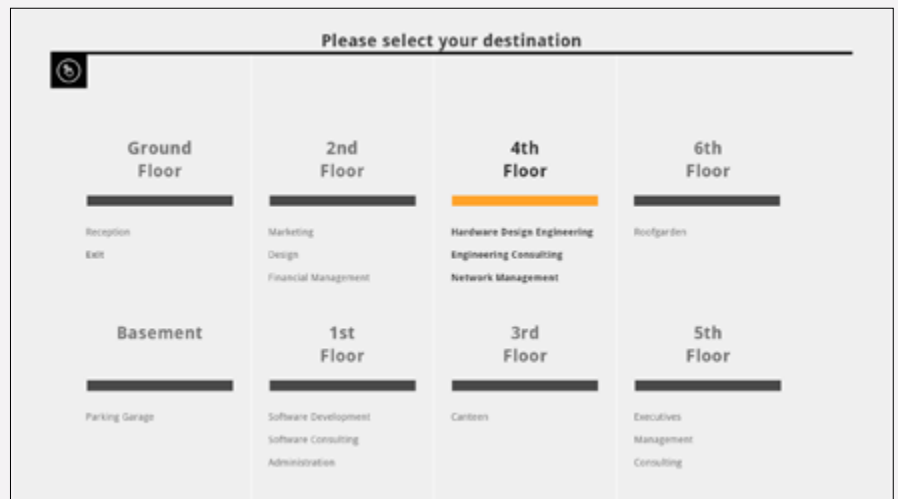 Please select your destination
Ground
Floor
Reception
Exit
2nd
Floor
Marketing
Design
Financial Management
4th
Floor
Hardware Design Engineering
Engineering Consulting
Network Management
6th
Floor
Roofgarden
Basement
Parking Garage
1st
Floor
Software Development
Software Consulting
Administration
3rd
Floor
Canteen
5th
Floor
Executives
Management
Consulting